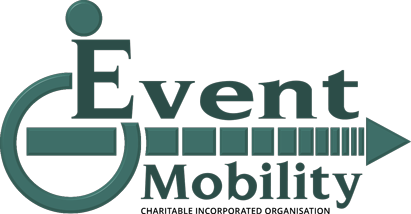 Event
Mobility
CHARITABLE INCORPORATED ORGANISATION